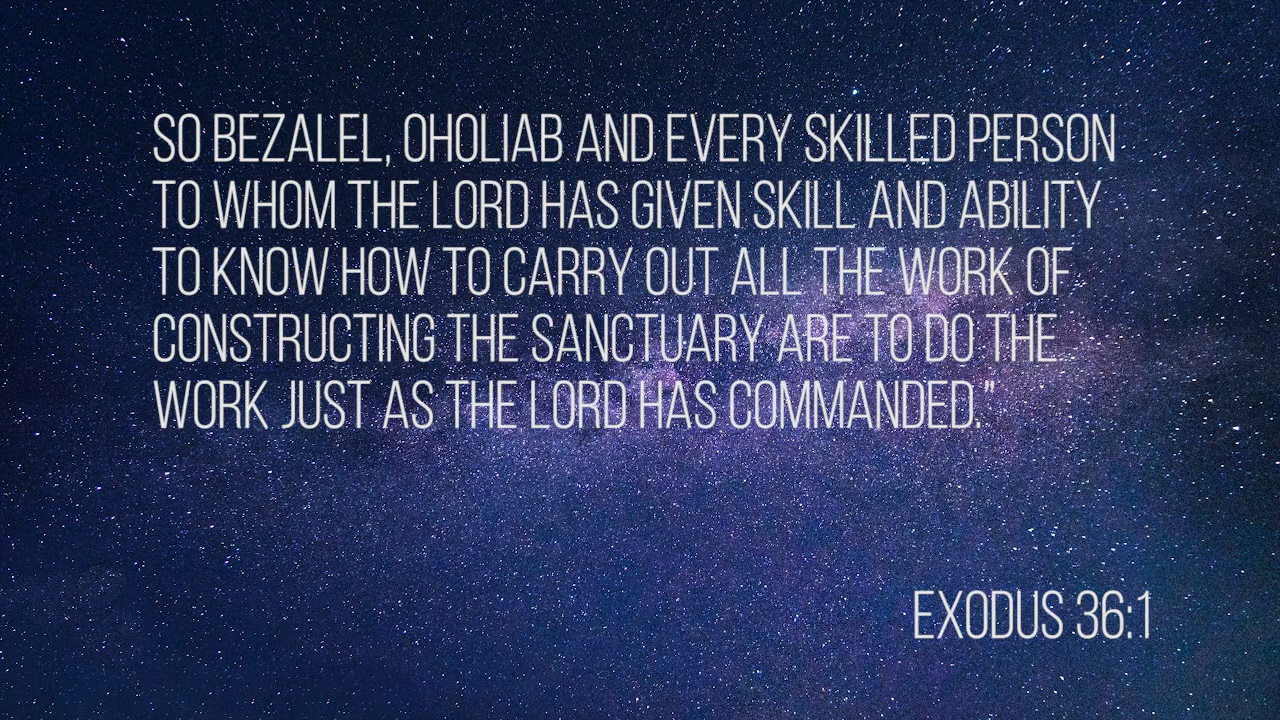 SO BEZALEL, OHOLIAB AND EVERY SKILLED PERSON
TO WHOM THE LORD HAS GIVEN SKILL AND ABILITY
TO KNOW HOW TO CARRY OUT ALL THE WORK OF
CONSTRUCTING THE SANCTUARY ARE TO DO THE
WORK JUST AS THE LORD HAS COMMANDED.”
EXODUS 36:1